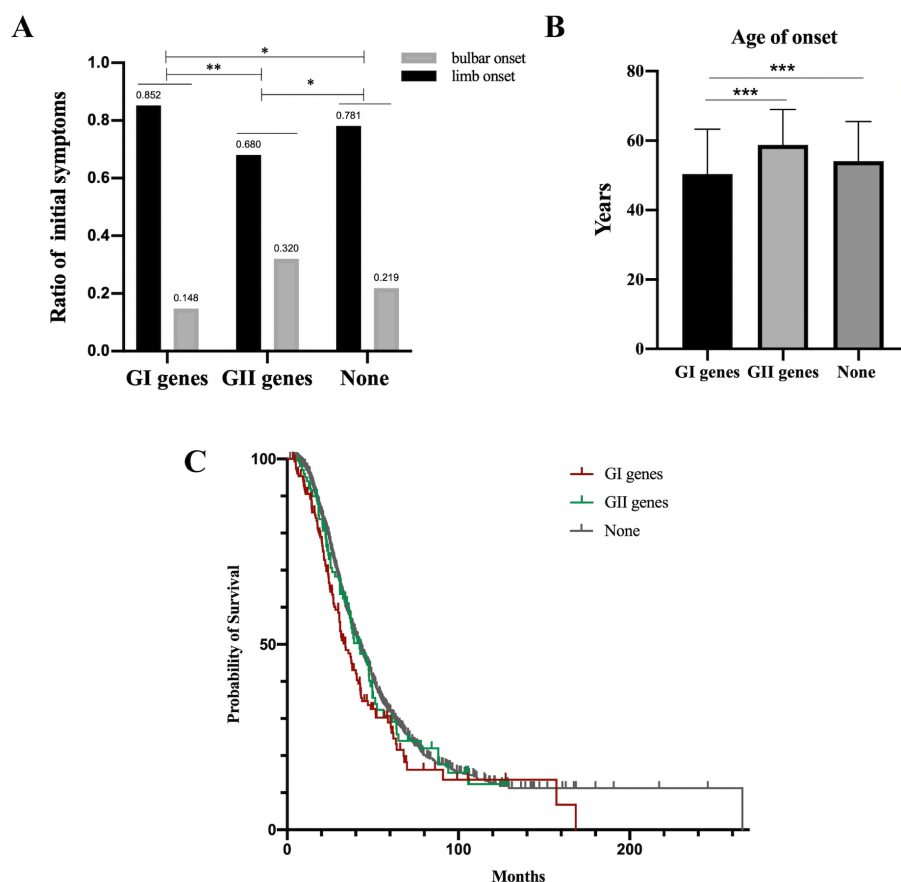 A
B
Age of onset
bulbar onset
limb onset
*
**
*
***
***
Ratio of initial symptoms
1.0
0.8
0.6
0.4
0.2
0.0
0.852
0.148
0.680
0.320
0.781
0.219
GI genes
GII genes
None
Years
80
60
40
20
0
GI genes
GII genes
None
C
Probability of Survival
100
50
0
0
100
200
Months
GI genes
GII genes
None